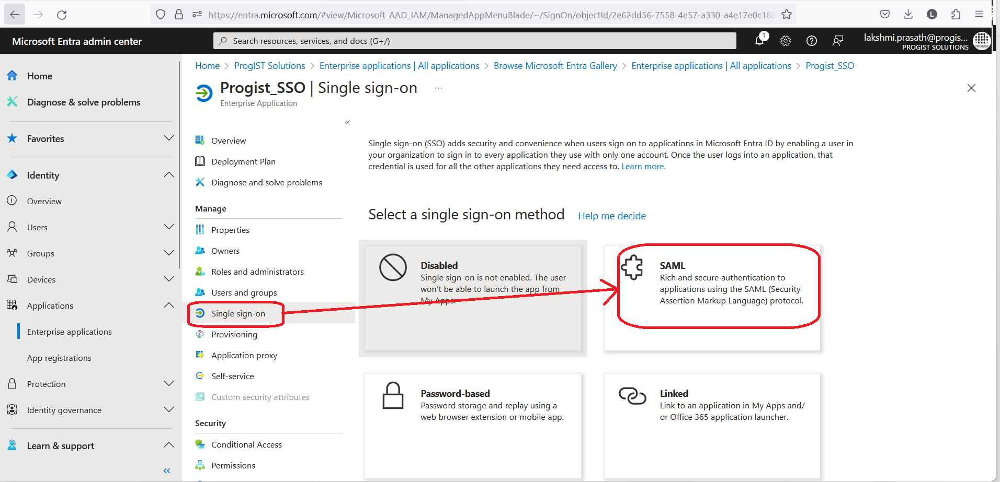 https://entra.microsoft.com/#view/Microsoft_AAD_IAM/ManagedAppMenuBlade/~/SignOn/objectId/2e62dd56-7558-4e57-a330-a4e17e0c188
L
Microsoft Entra admin center
Search resources, services, and docs (G+/)
1
lakshmi.prasath@progis...
PROGIST SOLUTIONS
PROGIST
Home
Diagnose & solve problems
Favorites
Identity
Overview
Users
Groups
Devices
Applications
Enterprise applications
App registrations
Protection
Identity governance
Learn & support
Home > ProgIST Solutions > Enterprise applications | All applications > Browse Microsoft Entra Gallery > Enterprise applications | All applications > Progist_SSO
Progist_SSO | Single sign-on ...
Enterprise Application
Overview
Deployment Plan
Diagnose and solve problems
Manage
Properties
Owners
Roles and administrators
Users and groups
Single sign-on
Provisioning
Application proxy
Self-service
Custom security attributes
Security
Conditional Access
Permissions
Single sign-on (SSO) adds security and convenience when users sign on to applications in Microsoft Entra ID by enabling a user in
your organization to sign in to every application they use with only one account. Once the user logs into an application, that
credential is used for all the other applications they need access to. Learn more.
Select a single sign-on method Help me decide
Disabled
Single sign-on is not enabled. The user
won't be able to launch the app from
My Apps.
SAML
Rich and secure authentication to
applications using the SAML (Security
Assertion Markup Language) protocol.
Password-based
Password storage and replay using a
web browser extension or mobile app.
Linked
Link to an application in My Apps and/
or Office 365 application launcher.